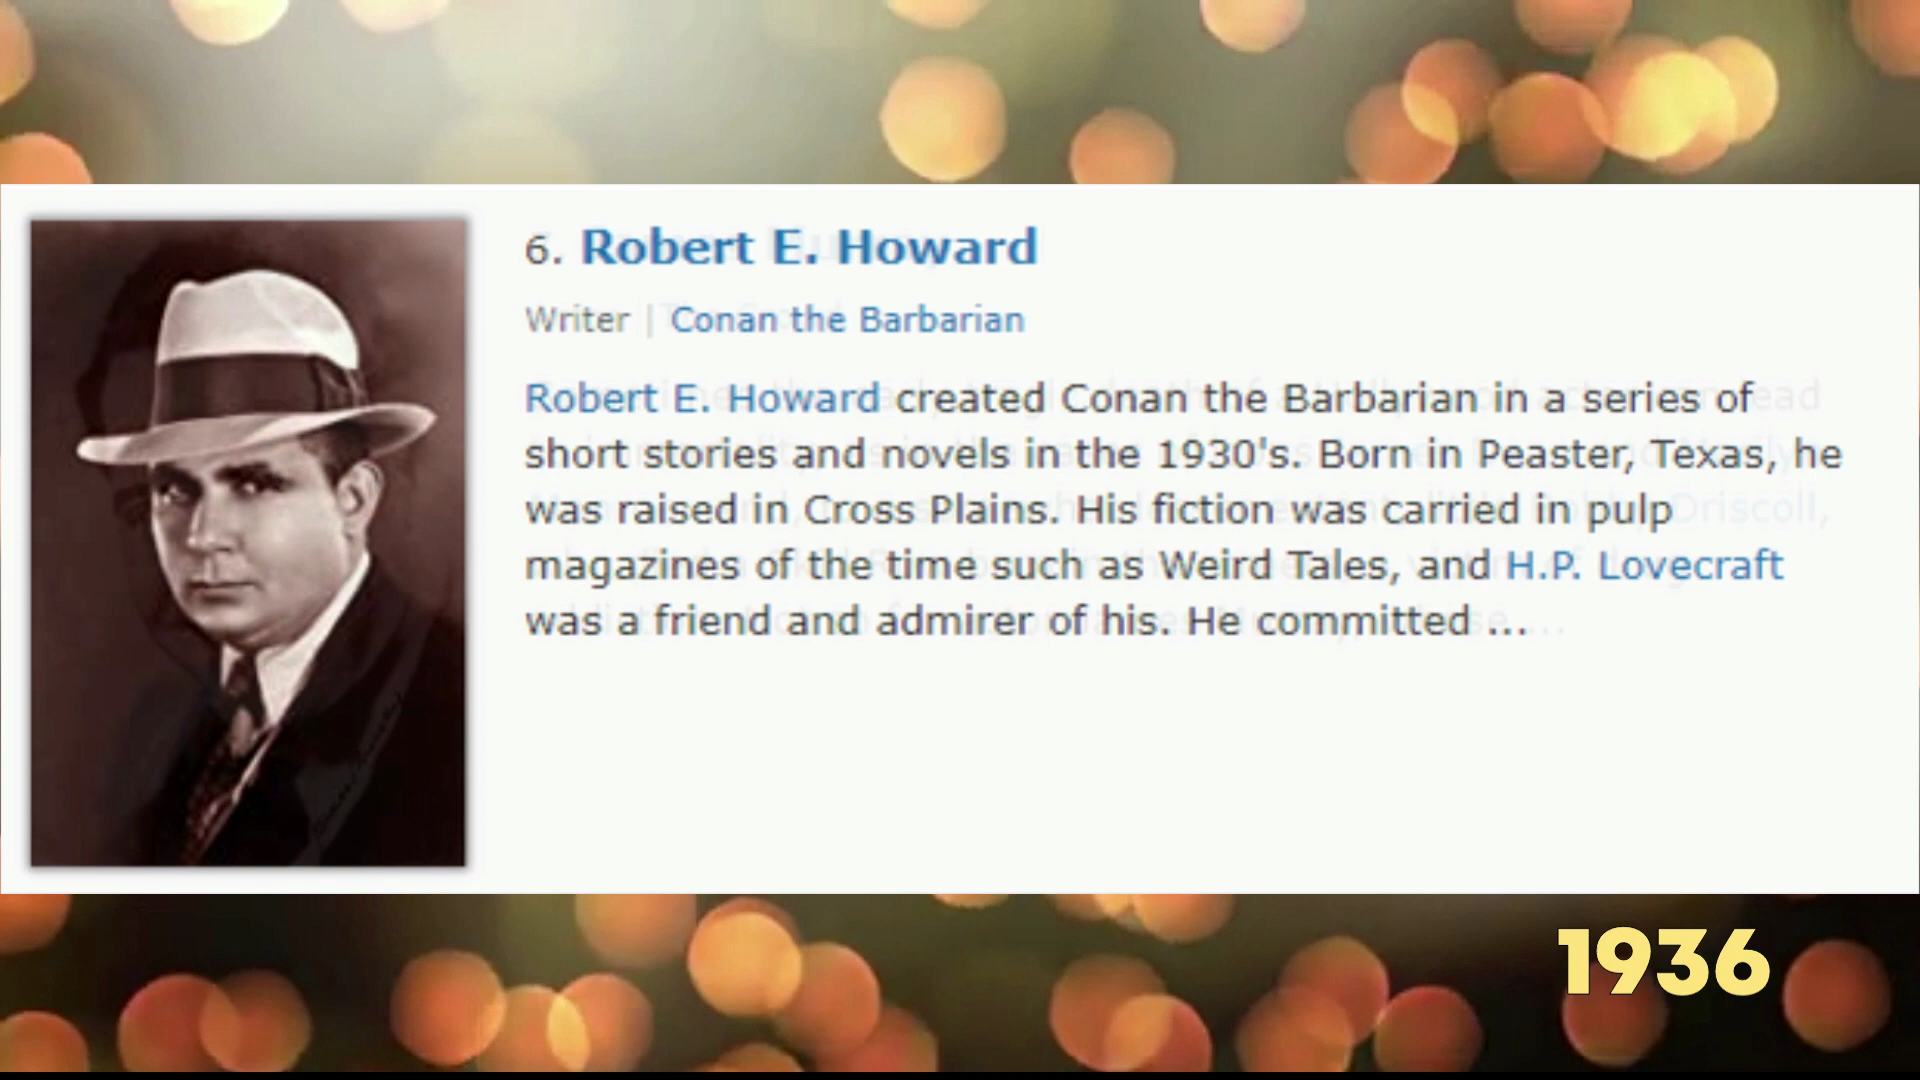 6. Robert E. Howard
Writer | Conan the Barbarian
Robert E. Howard created Conan the Barbarian in a series of
short stories and novels in the 1930's. Born in Peaster, Texas, he
was raised in Cross Plains. His fiction was carried in pulp
magazines of the time such as Weird Tales, and H.P. Lovecraft
was a friend and admirer of his. He committed ...
1936